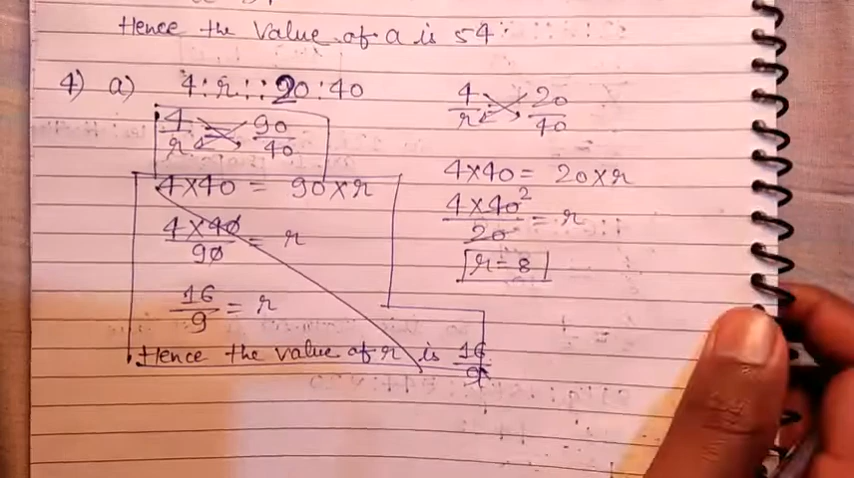 Hence the value of a is 54
4) a) 4:r::20:40
4/r 90/40
4×40 = 90×r
4×40/90 = r
16/9 = r
Hence the value of r is 16/9
4/r 20/40
4×40 = 20×r
4×40²/20 = r
r=8